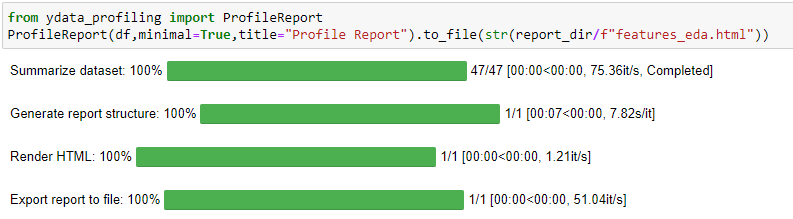 from ydata_profiling import ProfileReport
ProfileReport(df,minimal=True,title="Profile Report").to_file(str(report_dir/f"features_eda.html"))
Summarize dataset: 100% 47/47 [00:00<00:00, 75.36it/s, Completed]
Generate report structure: 100% 1/1 [00:07<00:00, 7.82s/it]
Render HTML: 100% 1/1 [00:00<00:00, 1.21it/s]
Export report to file: 100% 1/1 [00:00<00:00, 51.04it/s]